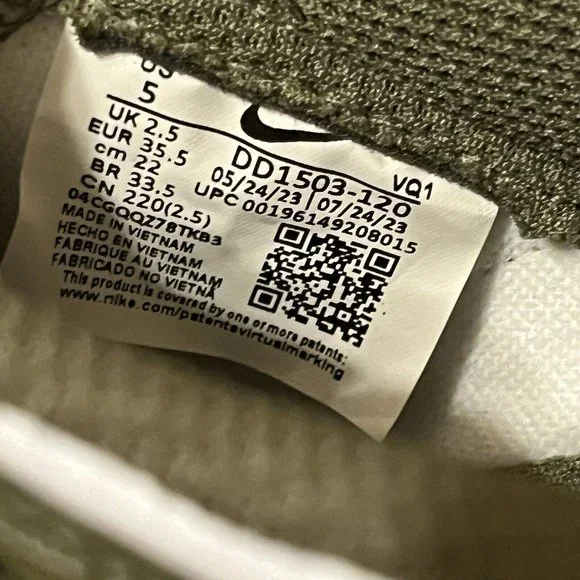 US
5
UK 2.5
EUR 35.5
cm 22
BR 33.5
CN 220(2.5)
DD1503-120 VQ1
05/24/23 | 07/24/23
UPC 00196149208015
04CGQQZ78TKB3
MADE IN VIETNAM
HECHO EN VIETNAM
FABRIQUE AU VIETNAM
FABRICADO NO VIETNA
This product is covered by one or more patents:
www.nike.com/patentsvirtualmarking